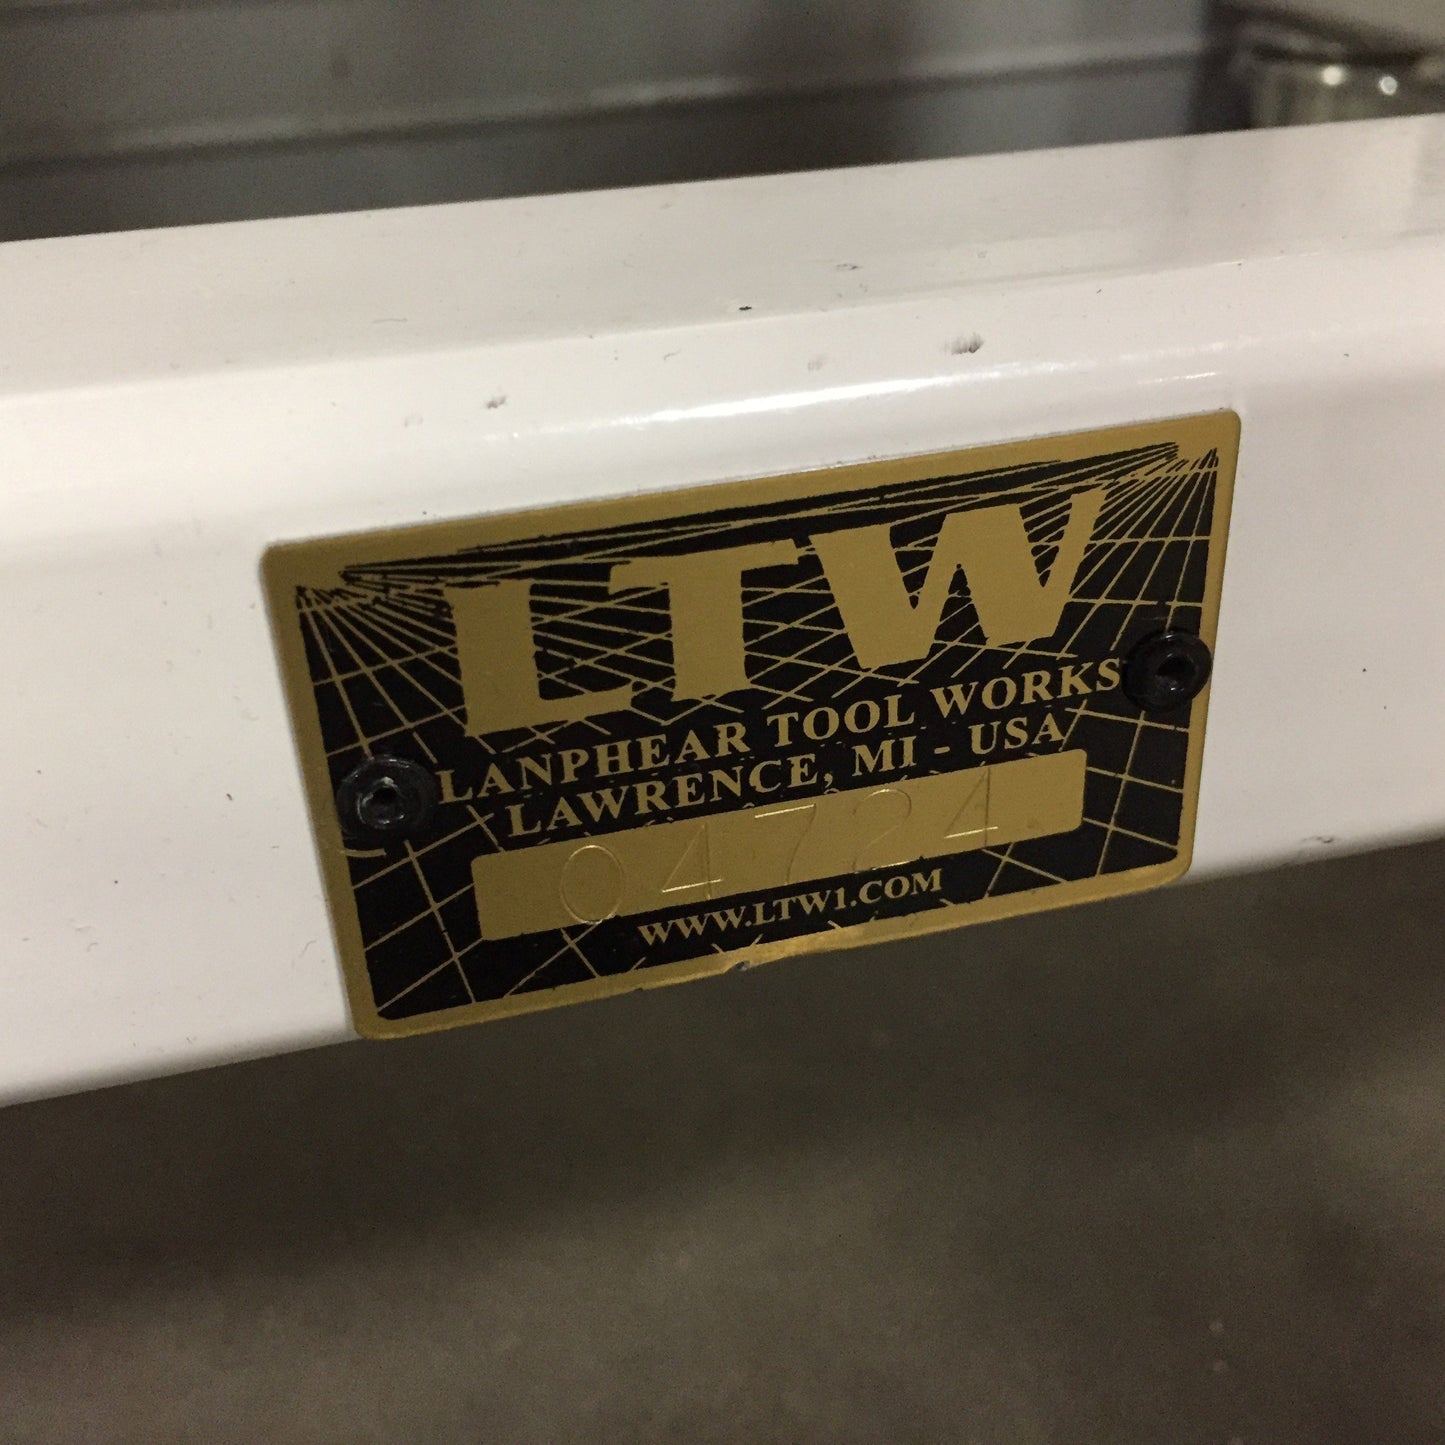 LTW
LANPHEAR TOOL WORKS
LAWRENCE, MI - USA
04724
WWW.LTW1.COM